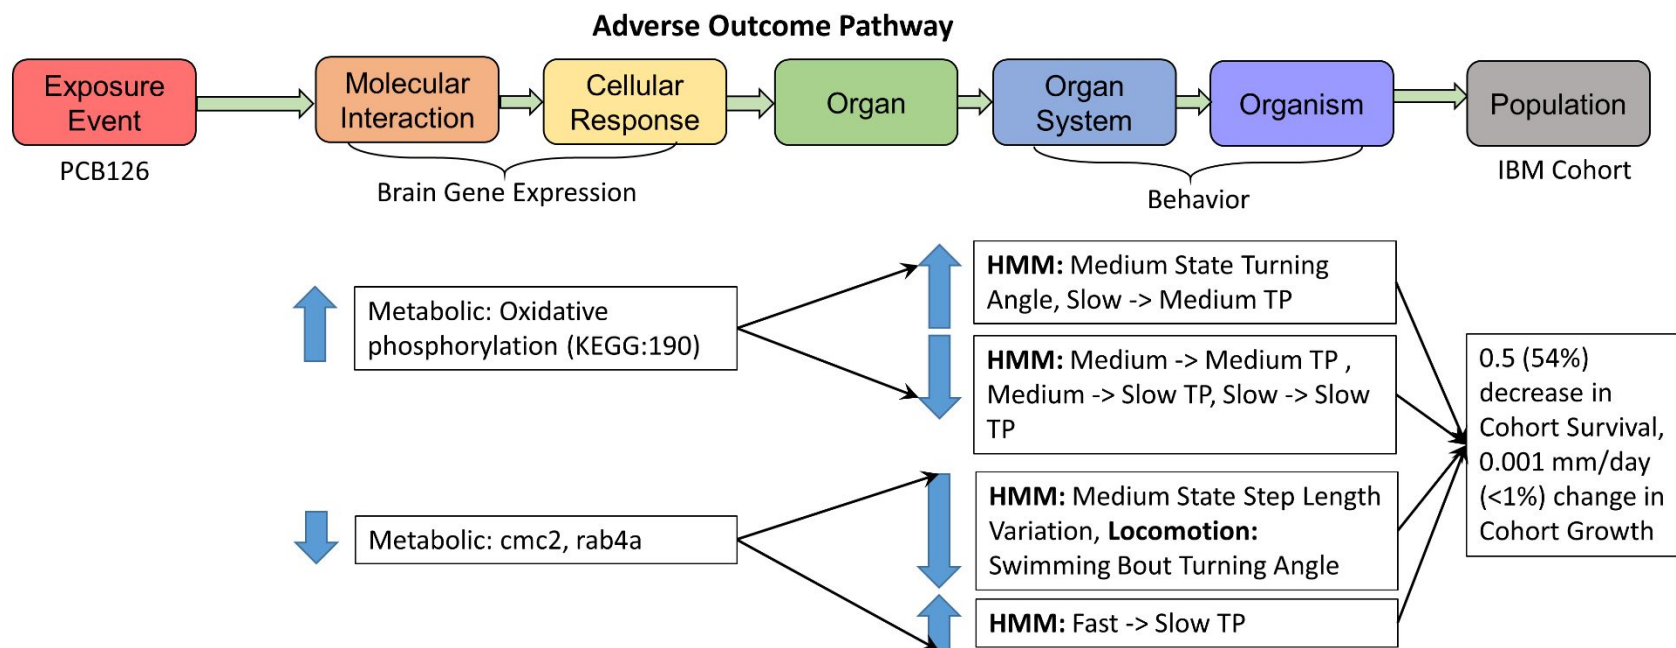 Adverse Outcome Pathway
Exposure
Event
Molecular
Interaction
Cellular
Response
Organ
Organ
System
Organism
Population
PCB126
Brain Gene Expression
Behavior
IBM Cohort
Metabolic: Oxidative
phosphorylation (KEGG:190)
HMM: Medium State Turning
Angle, Slow -> Medium TP
HMM: Medium -> Medium TP ,
Medium -> Slow TP, Slow -> Slow
TP
Metabolic: cmc2, rab4a
HMM: Medium State Step Length
Variation, Locomotion:
Swimming Bout Turning Angle
HMM: Fast -> Slow TP
0.5 (54%)
decrease in
Cohort Survival,
0.001 mm/day
(<1%) change in
Cohort Growth